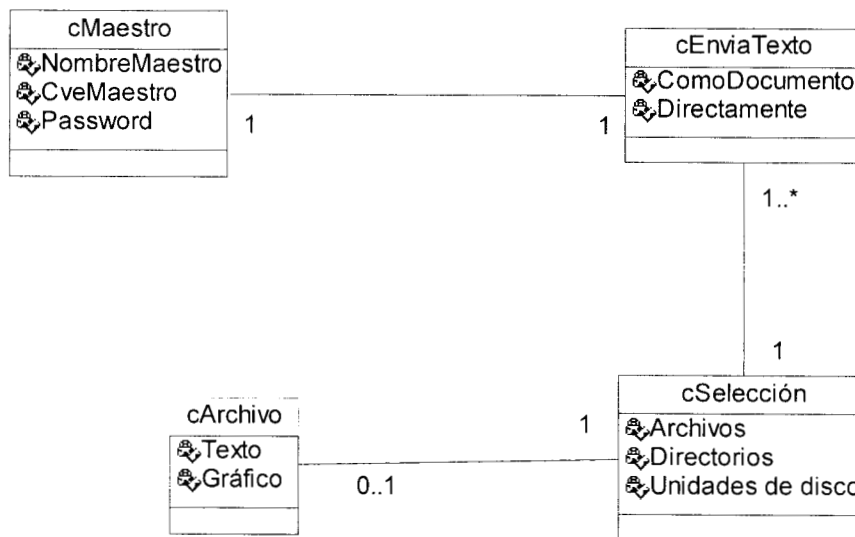 cMaestro
NombreMaestro
CveMaestro
Password
1
1
cEnviaTexto
ComoDocumento
Directamente
1..*
1
cArchivo
Texto
Gráfico
0..1
1
cSelección
Archivos
Directorios
Unidades de disco